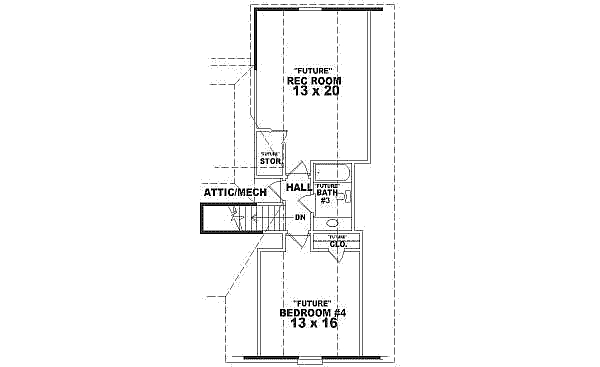 "FUTURE"
REC ROOM
13 x 20
"FUTURE"
STOR
ATTIC/MECH
HALL
"FUTURE"
BATH
#3
DN
"FUTURE"
CLO.
"FUTURE"
BEDROOM #4
13 x 16